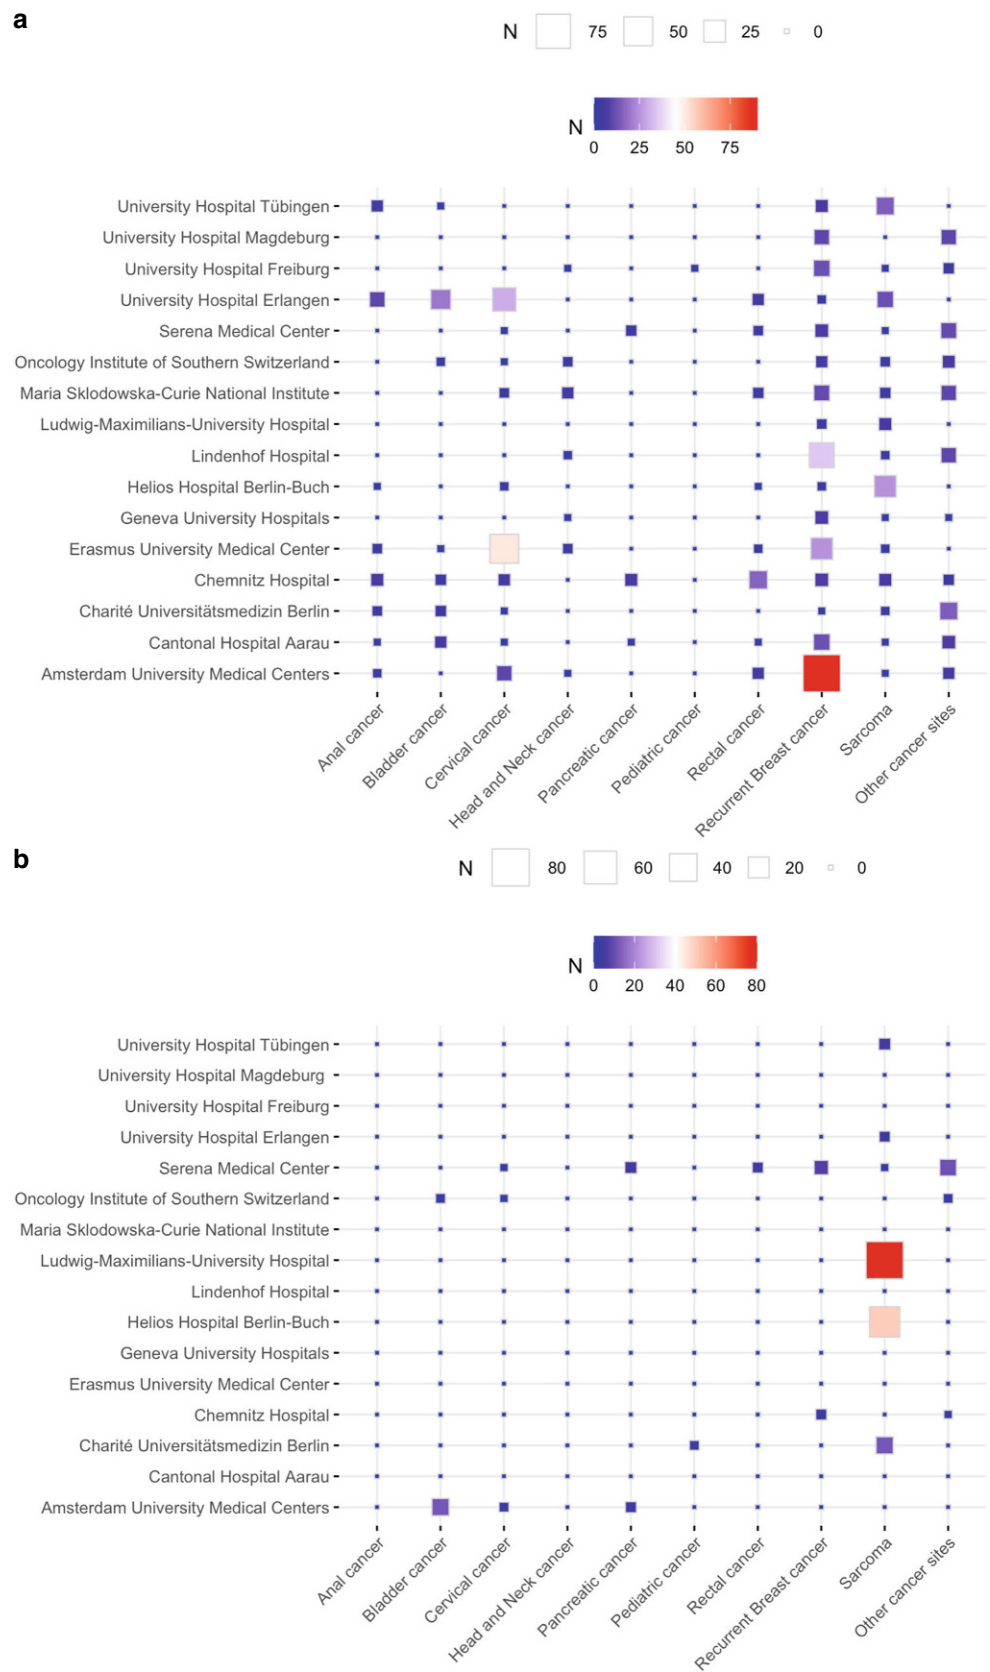 a
N 75 50 25 0
N
0 25 50 75
University Hospital Tübingen
University Hospital Magdeburg
University Hospital Freiburg
University Hospital Erlangen
Serena Medical Center
Oncology Institute of Southern Switzerland
Maria Sklodowska-Curie National Institute
Ludwig-Maximilians-University Hospital
Lindenhof Hospital
Helios Hospital Berlin-Buch
Geneva University Hospitals
Erasmus University Medical Center
Chemnitz Hospital
Charité Universitätsmedizin Berlin
Cantonal Hospital Aarau
Amsterdam University Medical Centers
Anal cancer
Bladder cancer
Cervical cancer
Head and Neck cancer
Pancreatic cancer
Pediatric cancer
Rectal cancer
Recurrent Breast cancer
Sarcoma
Other cancer sites
b
N 80 60 40 20 0
N
0 20 40 60 80
University Hospital Tübingen
University Hospital Magdeburg
University Hospital Freiburg
University Hospital Erlangen
Serena Medical Center
Oncology Institute of Southern Switzerland
Maria Sklodowska-Curie National Institute
Ludwig-Maximilians-University Hospital
Lindenhof Hospital
Helios Hospital Berlin-Buch
Geneva University Hospitals
Erasmus University Medical Center
Chemnitz Hospital
Charité Universitätsmedizin Berlin
Cantonal Hospital Aarau
Amsterdam University Medical Centers
Anal cancer
Bladder cancer
Cervical cancer
Head and Neck cancer
Pancreatic cancer
Pediatric cancer
Rectal cancer
Recurrent Breast cancer
Sarcoma
Other cancer sites